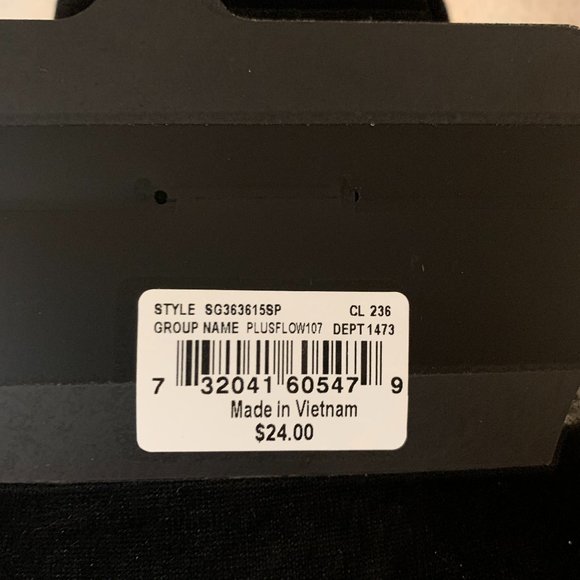 STYLE SG363615SP CL 236
GROUP NAME PLUSFLOW107 DEPT 1473
7 32041 60547 9
Made in Vietnam
$24.00